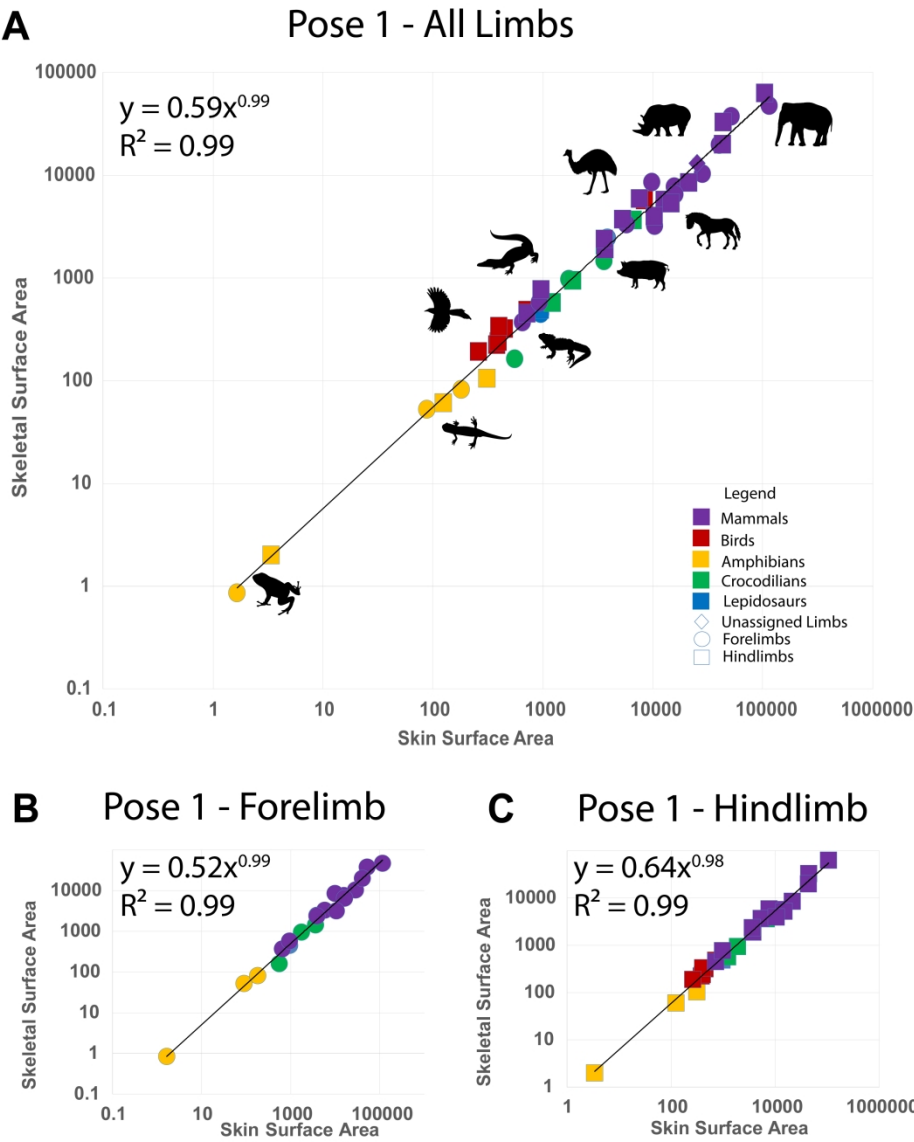 A
Pose 1 - All Limbs
y = 0.59x^0.99
R² = 0.99
Skeletal Surface Area
100000
10000
1000
100
10
1
0.1
0.1 1 10 100 1000 10000 100000 1000000
Skin Surface Area
Legend
Mammals
Birds
Amphibians
Crocodilians
Lepidosaurs
Unassigned Limbs
Forelimbs
Hindlimbs
B
Pose 1 - Forelimb
y = 0.52x^0.99
R² = 0.99
Skeletal Surface Area
10000
1000
100
10
1
0.1
0.1 10 1000 100000
Skin Surface Area
C
Pose 1 - Hindlimb
y = 0.64x^0.98
R² = 0.99
Skeletal Surface Area
10000
1000
100
10
1
1 100 10000 1000000
Skin Surface Area